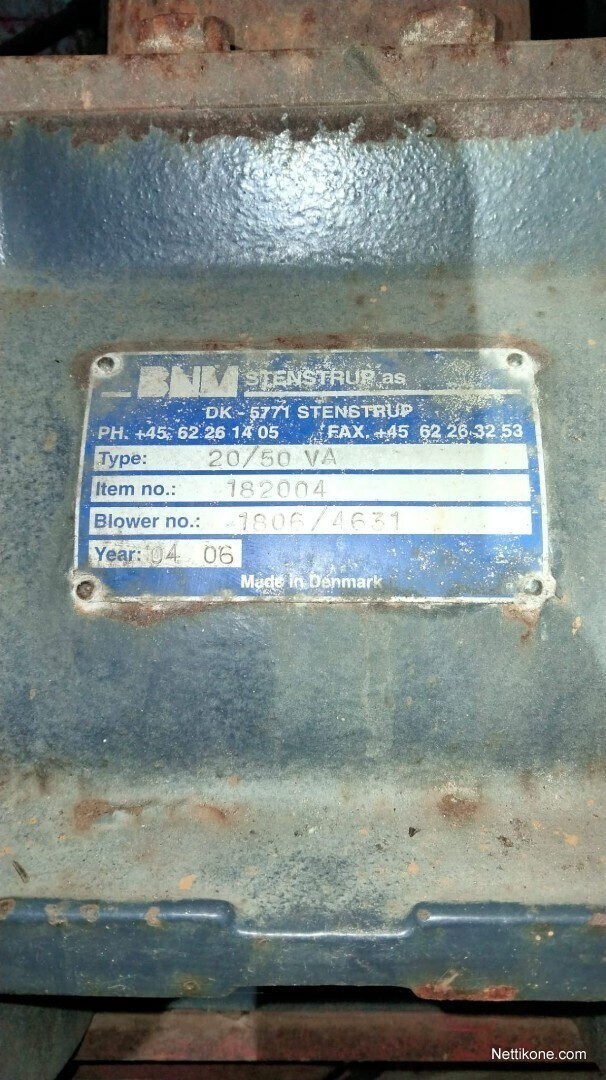 BNM STENSTRUP as
DK - 5771 STENSTRUP
PH. +45 62 26 14 05 FAX. +45 62 26 32 53
Type: 20/50 VA
Item no.: 182004
Blower no.: 1806/4631
Year: 04 06
Made in Denmark
Nettikone.com